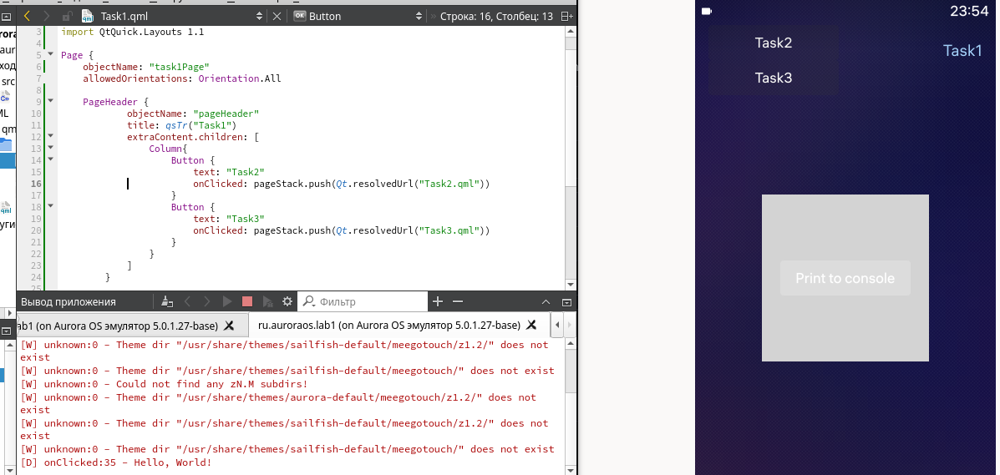 Task1.qml
Button
Строка: 16, Столбец: 13
3 import QtQuick.Layouts 1.1
4
5 Page {
6 objectName: "task1Page"
7 allowedOrientations: Orientation.All
8
9 PageHeader {
10 objectName: "pageHeader"
11 title: qsTr("Task1")
12 extraContent.children: [
13 Column{
14 Button {
15 text: "Task2"
16 onClicked: pageStack.push(Qt.resolvedUrl("Task2.qml"))
17 }
18 Button {
19 text: "Task3"
20 onClicked: pageStack.push(Qt.resolvedUrl("Task3.qml"))
21 }
22 }
23 ]
24 }
25
Вывод приложения
Фильтр
ab1 (on Aurora OS эмулятор 5.0.1.27-base)
ru.auroraos.lab1 (on Aurora OS эмулятор 5.0.1.27-base)
[W] unknown:0 - Theme dir "/usr/share/themes/sailfish-default/meegotouch/z1.2/" does not
exist
[W] unknown:0 - Theme dir "/usr/share/themes/sailfish-default/meegotouch/" does not exist
[W] unknown:0 - Could not find any zN.M subdirs!
[W] unknown:0 - Theme dir "/usr/share/themes/aurora-default/meegotouch/z1.2/" does not
exist
[W] unknown:0 - Theme dir "/usr/share/themes/sailfish-default/meegotouch/z1.2/" does not
exist
[W] unknown:0 - Theme dir "/usr/share/themes/sailfish-default/meegotouch/" does not exist
[D] onClicked:35 - Hello, World!
23:54
Task2
Task1
Task3
Print to console